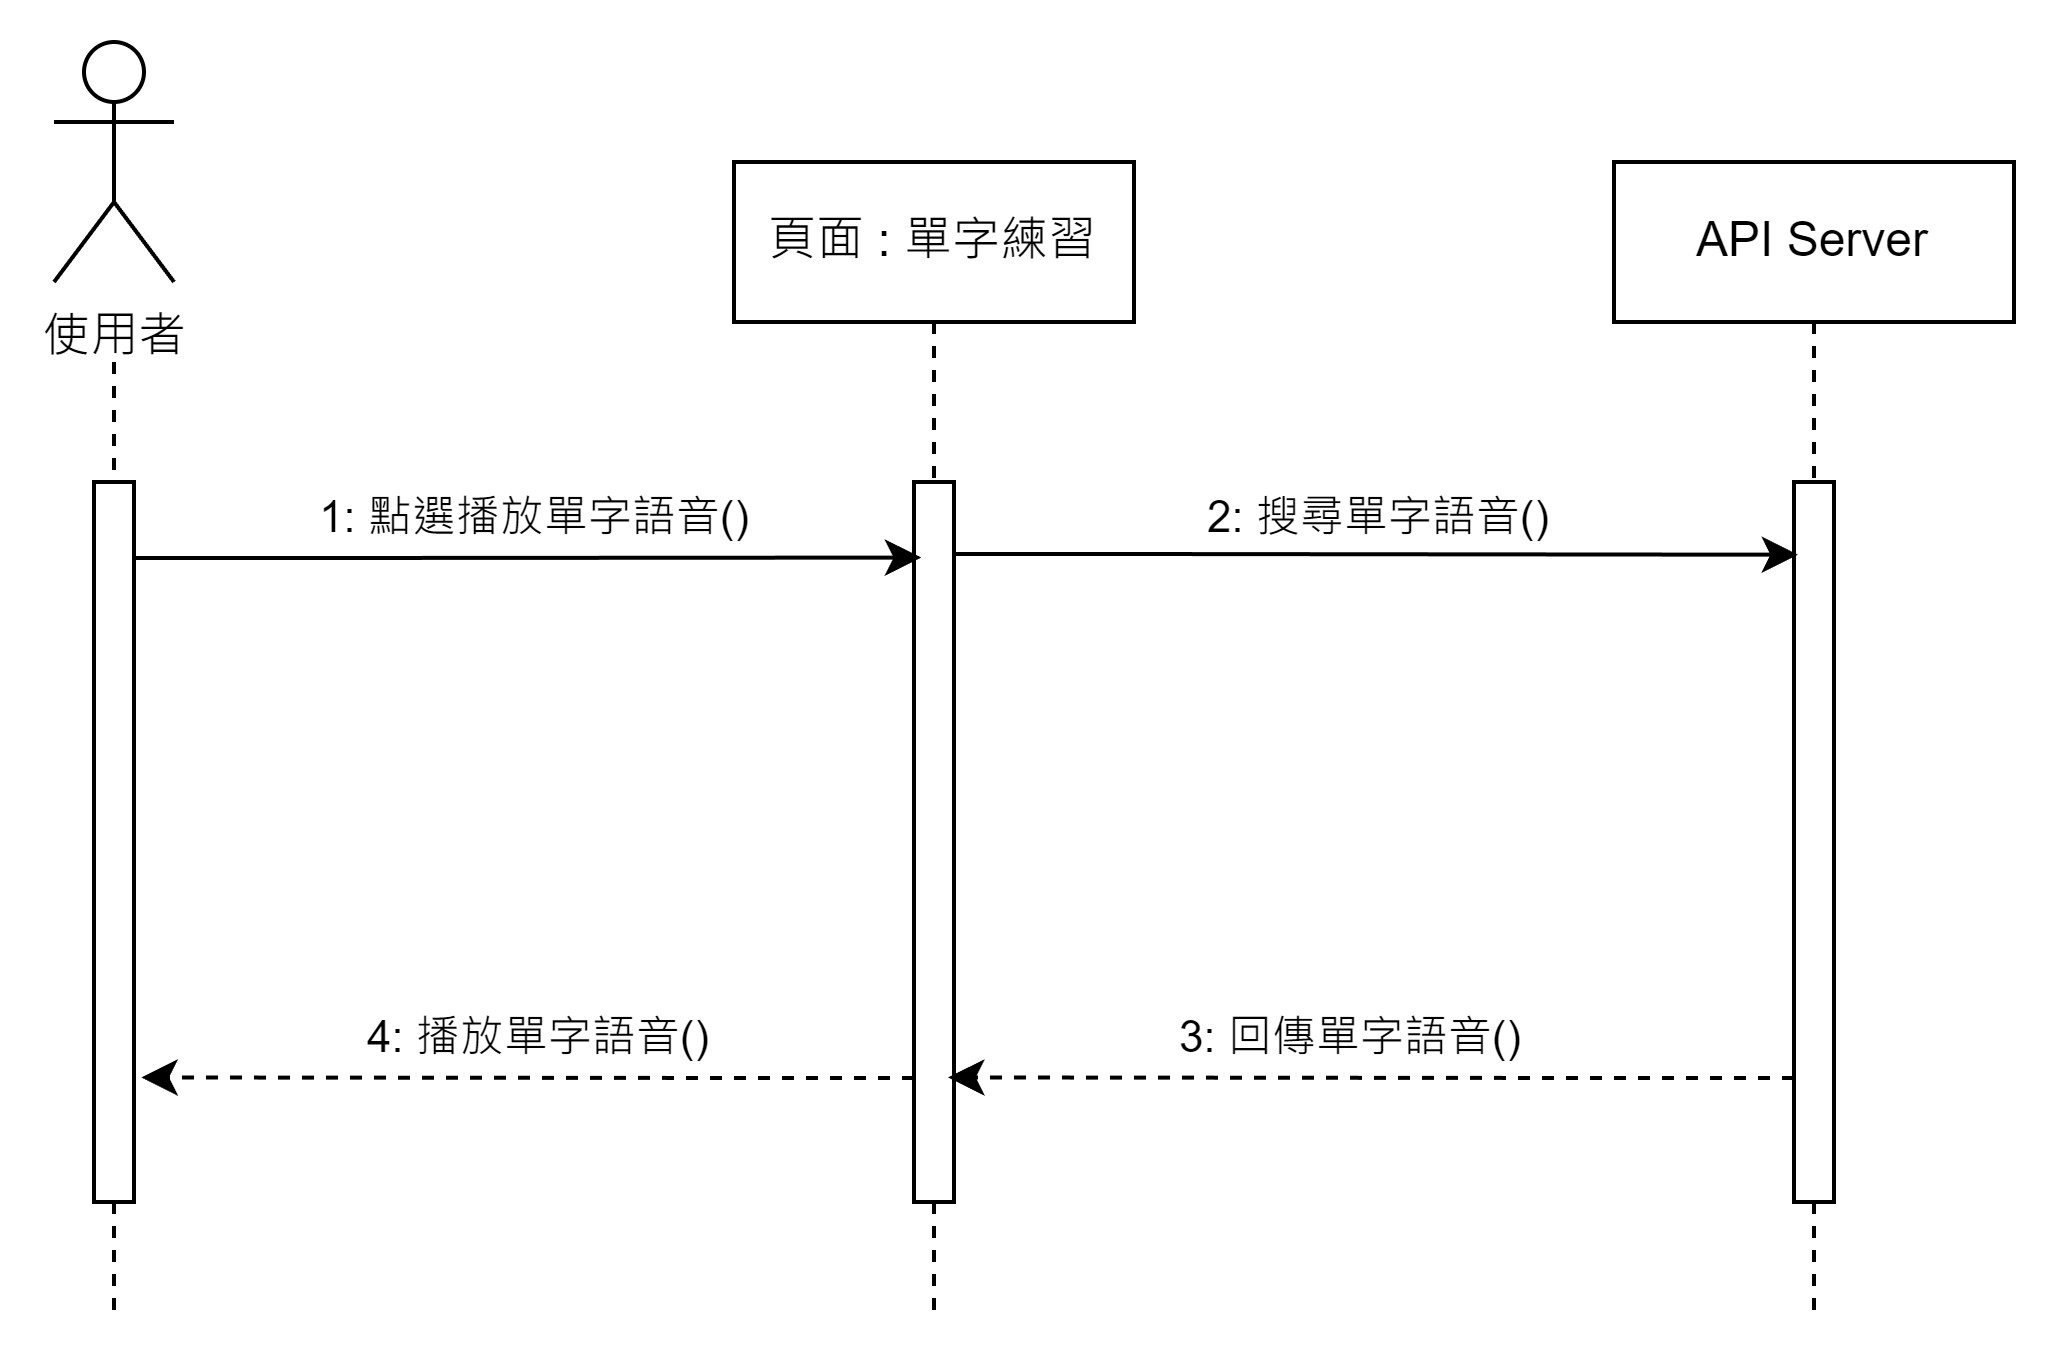 使用者
頁面 : 單字練習
API Server
1: 點選播放單字語音()
2: 搜尋單字語音()
4: 播放單字語音()
3: 回傳單字語音()